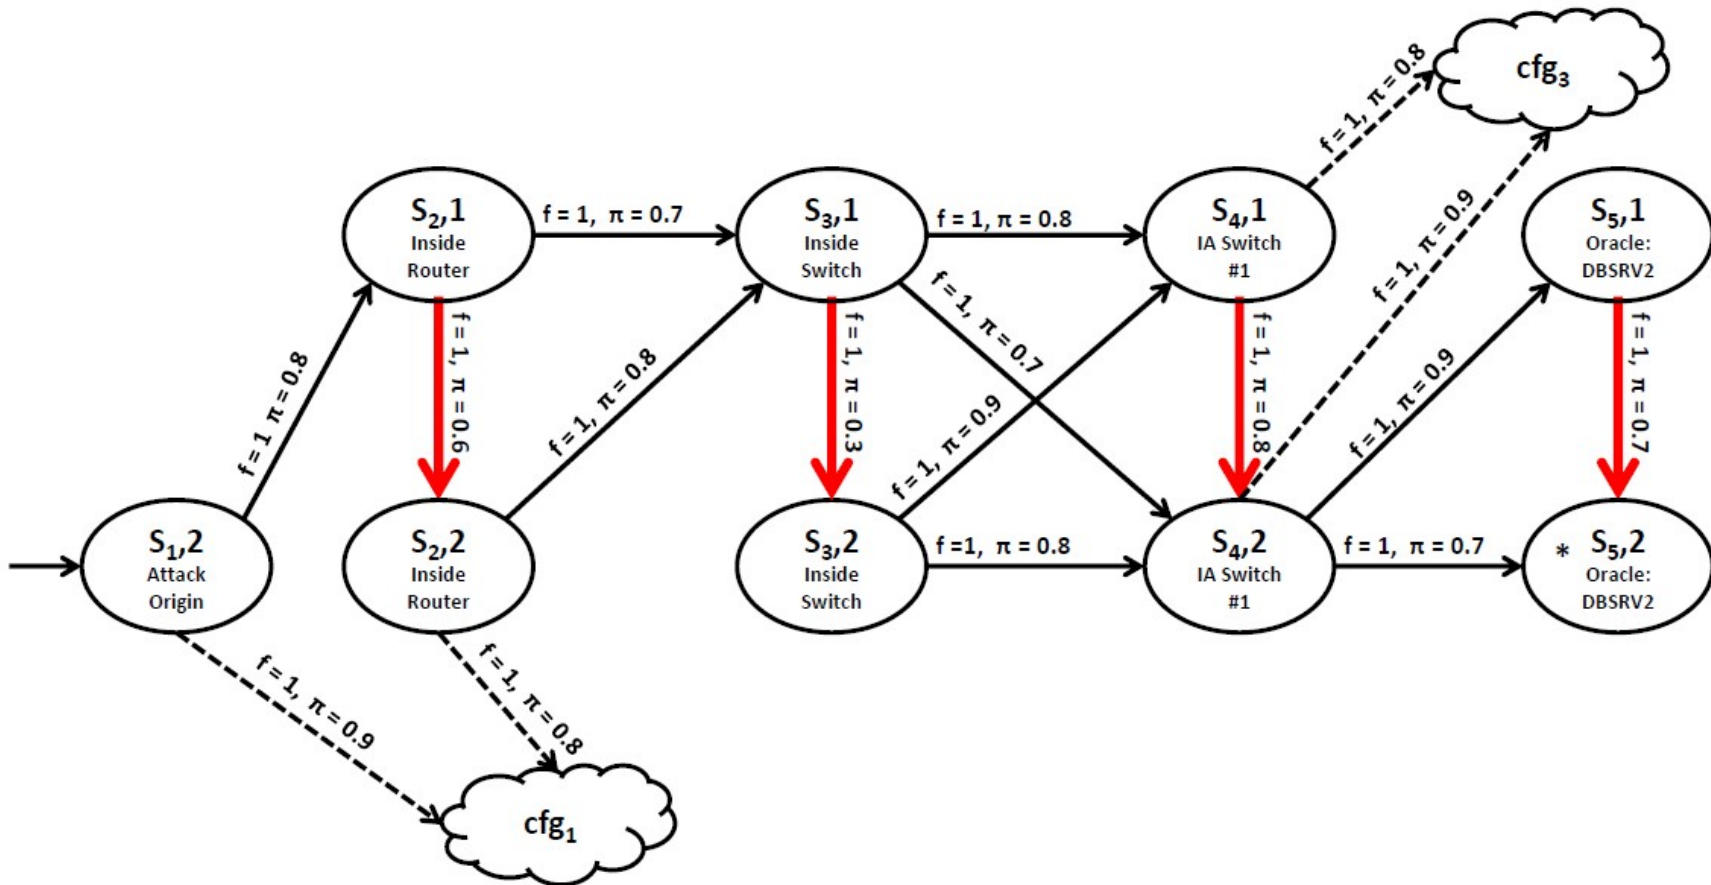 f = 1, π = 0.8
cfg₃
S₂,1
Inside
Router
f = 1, π = 0.7
S₃,1
Inside
Switch
f = 1, π = 0.8
S₄,1
IA Switch
#1
f = 1, π = 0.9
S₅,1
Oracle:
DBSRV2
f = 1 π = 0.8
f = 1, π = 0.6
f = 1, π = 0.8
f = 1, π = 0.3
f = 1, π = 0.7
f = 1, π = 0.9
f = 1, π = 0.8
f = 1, π = 0.9
f = 1, π = 0.7
S₁,2
Attack
Origin
S₂,2
Inside
Router
S₃,2
Inside
Switch
f =1, π = 0.8
S₄,2
IA Switch
#1
f = 1, π = 0.7
* S₅,2
Oracle:
DBSRV2
f = 1, π = 0.9
f = 1, π = 0.8
cfg₁